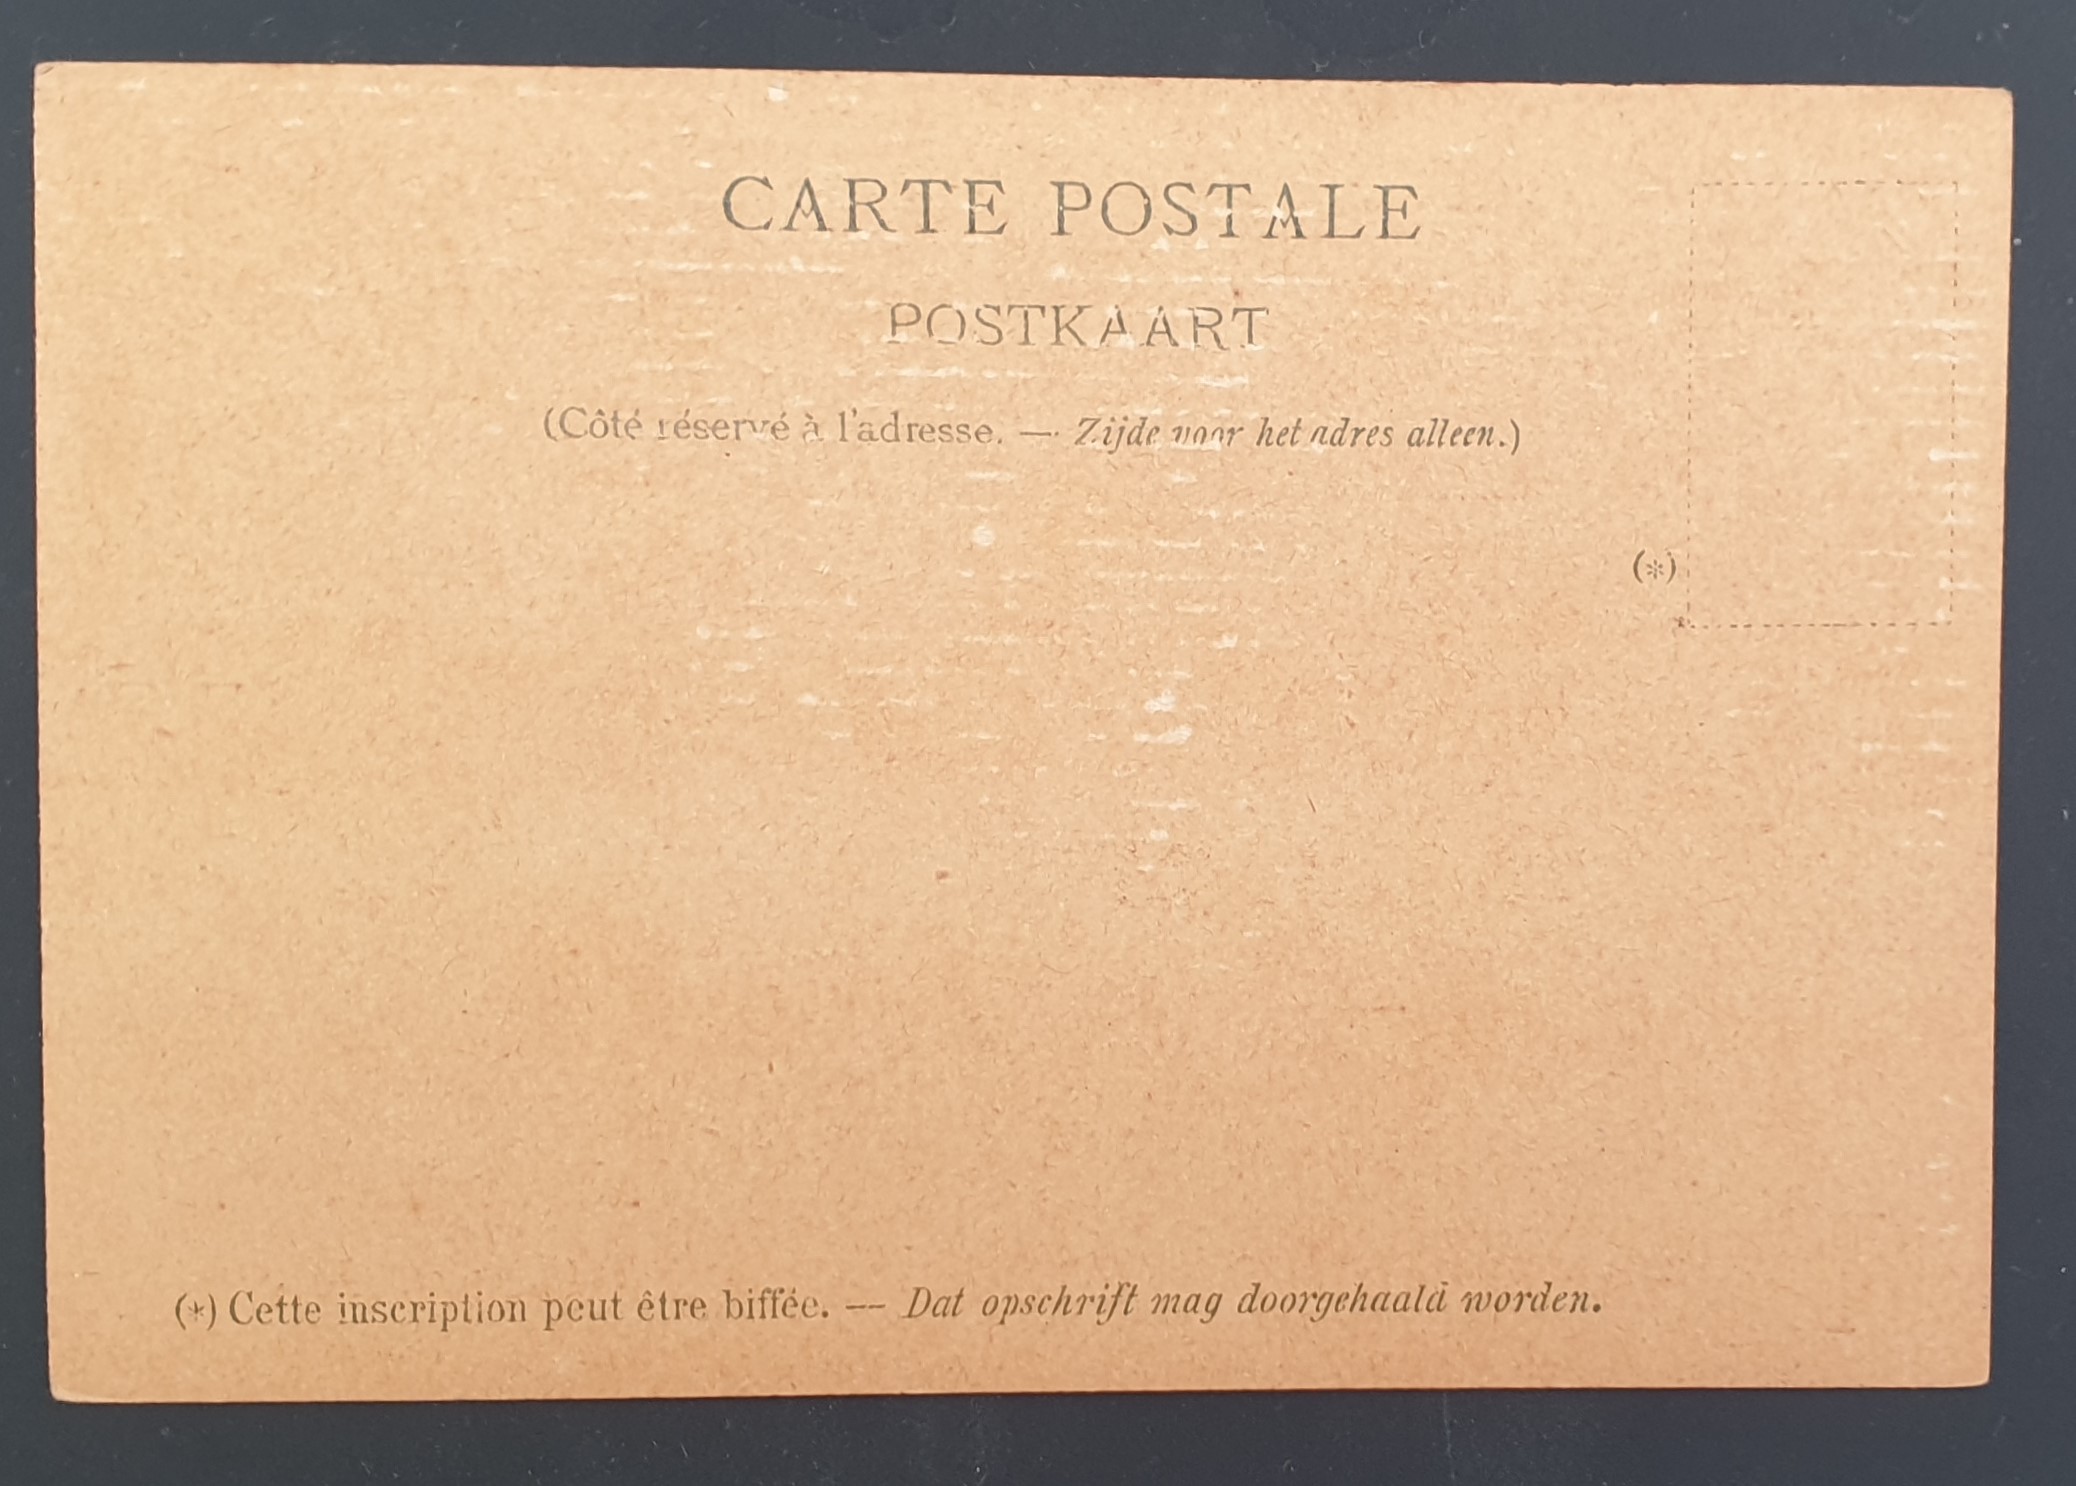 CARTE POSTALE
POSTKAART
(Côté réservé à l'adresse. — Zijde voor het adres alleen.)
(*)
(*) Cette inscription peut être biffée. — Dat opschrift mag doorgehaald worden.